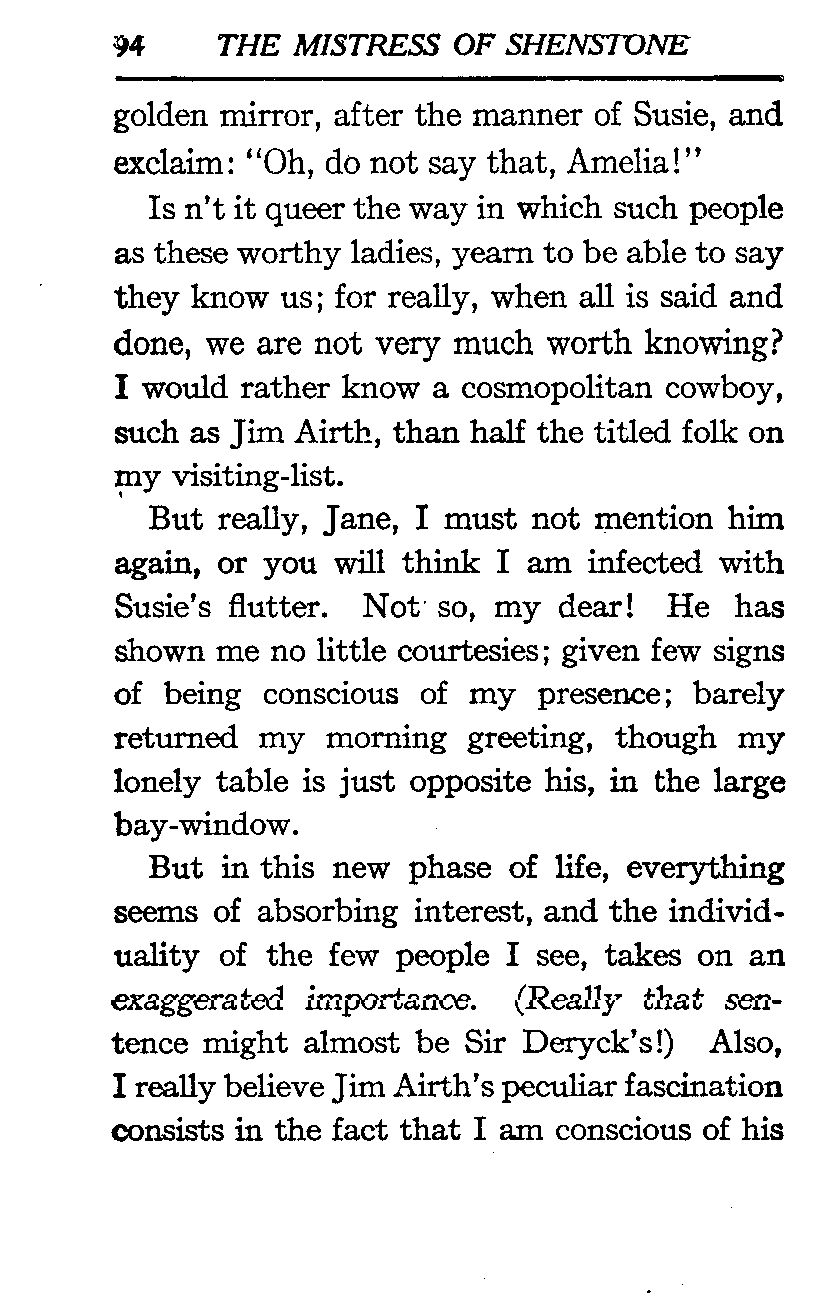 94 THE MISTRESS OF SHENSTONE
golden mirror, after the manner of Susie, and
exclaim: "Oh, do not say that, Amelia!"
Is n't it queer the way in which such people
as these worthy ladies, yearn to be able to say
they know us; for really, when all is said and
done, we are not very much worth knowing?
I would rather know a cosmopolitan cowboy,
such as Jim Airth, than half the titled folk on
my visiting-list.
But really, Jane, I must not mention him
again, or you will think I am infected with
Susie's flutter. Not so, my dear! He has
shown me no little courtesies; given few signs
of being conscious of my presence; barely
returned my morning greeting, though my
lonely table is just opposite his, in the large
bay-window.
But in this new phase of life, everything
seems of absorbing interest, and the individ-
uality of the few people I see, takes on an
exaggerated importance. (Really that sen-
tence might almost be Sir Deryck's!) Also,
I really believe Jim Airth's peculiar fascination
consists in the fact that I am conscious of his